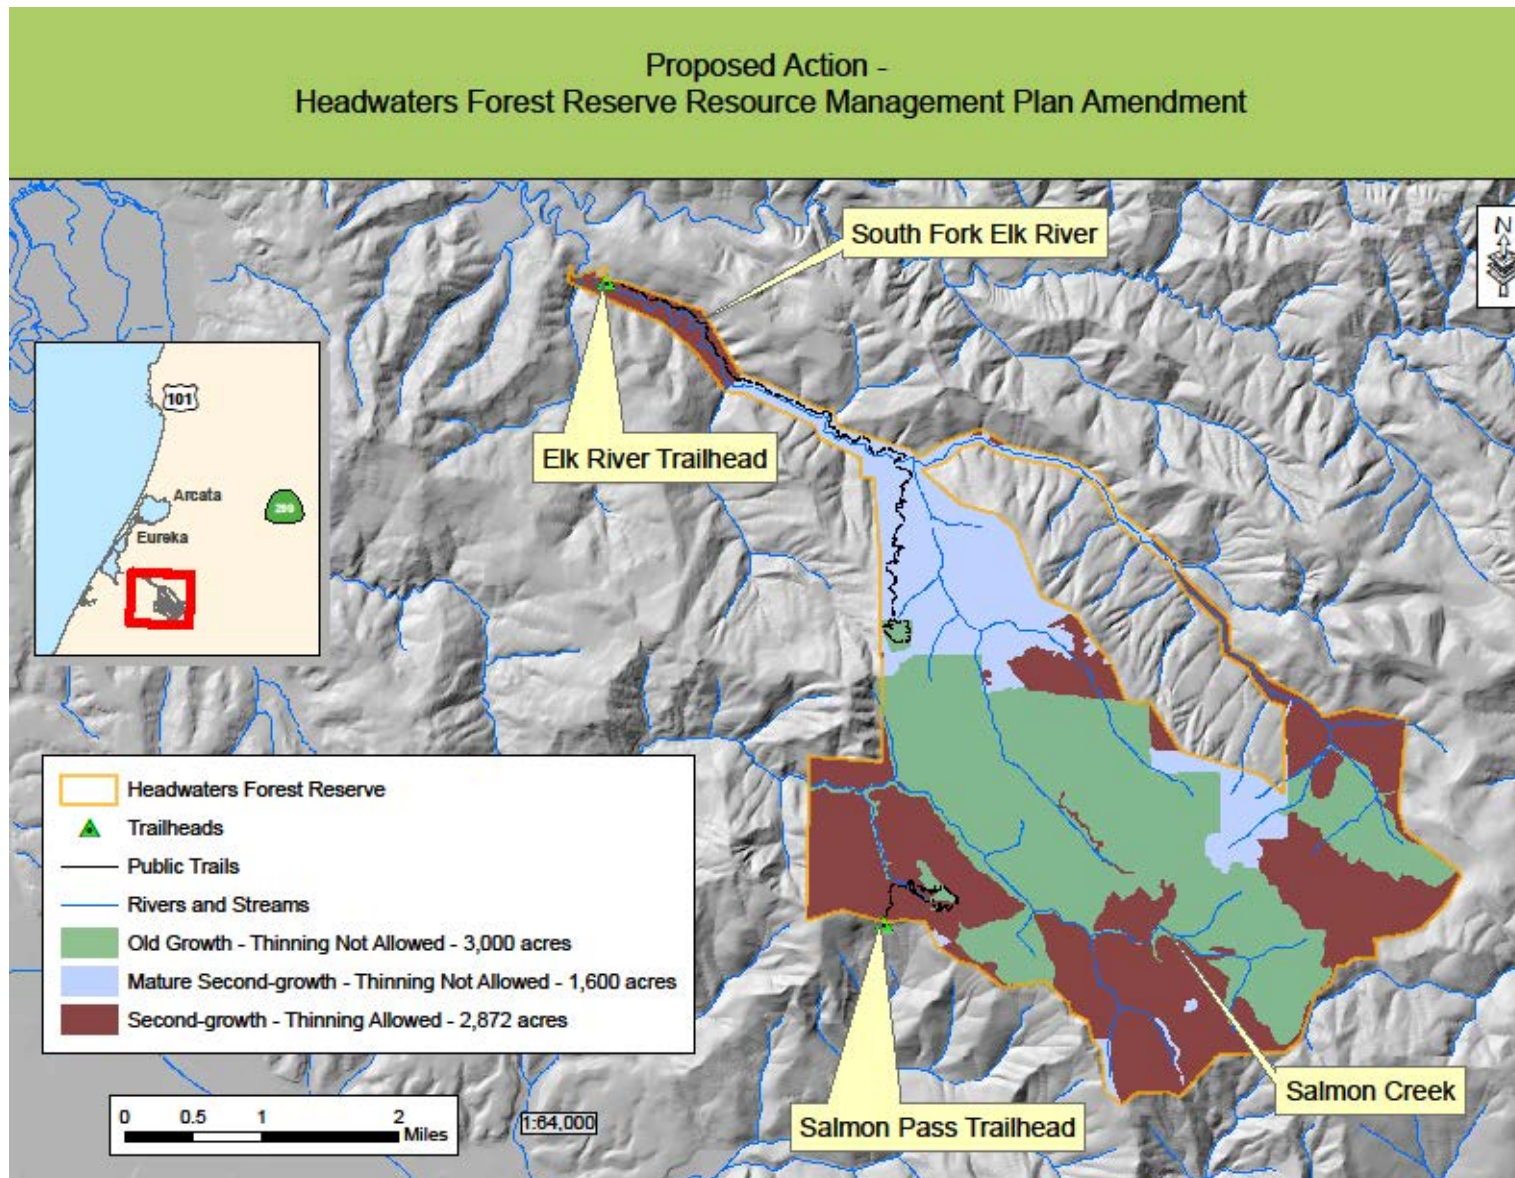 Proposed Action -
Headwaters Forest Reserve Resource Management Plan Amendment
South Fork Elk River
N
Elk River Trailhead
101
Arcata
299
Eureka
Headwaters Forest Reserve
Trailheads
Public Trails
Rivers and Streams
Old Growth - Thinning Not Allowed - 3,000 acres
Mature Second-growth - Thinning Not Allowed - 1,600 acres
Second-growth - Thinning Allowed - 2,872 acres
Salmon Creek
Salmon Pass Trailhead
0 0.5 1 2
Miles
1:64,000